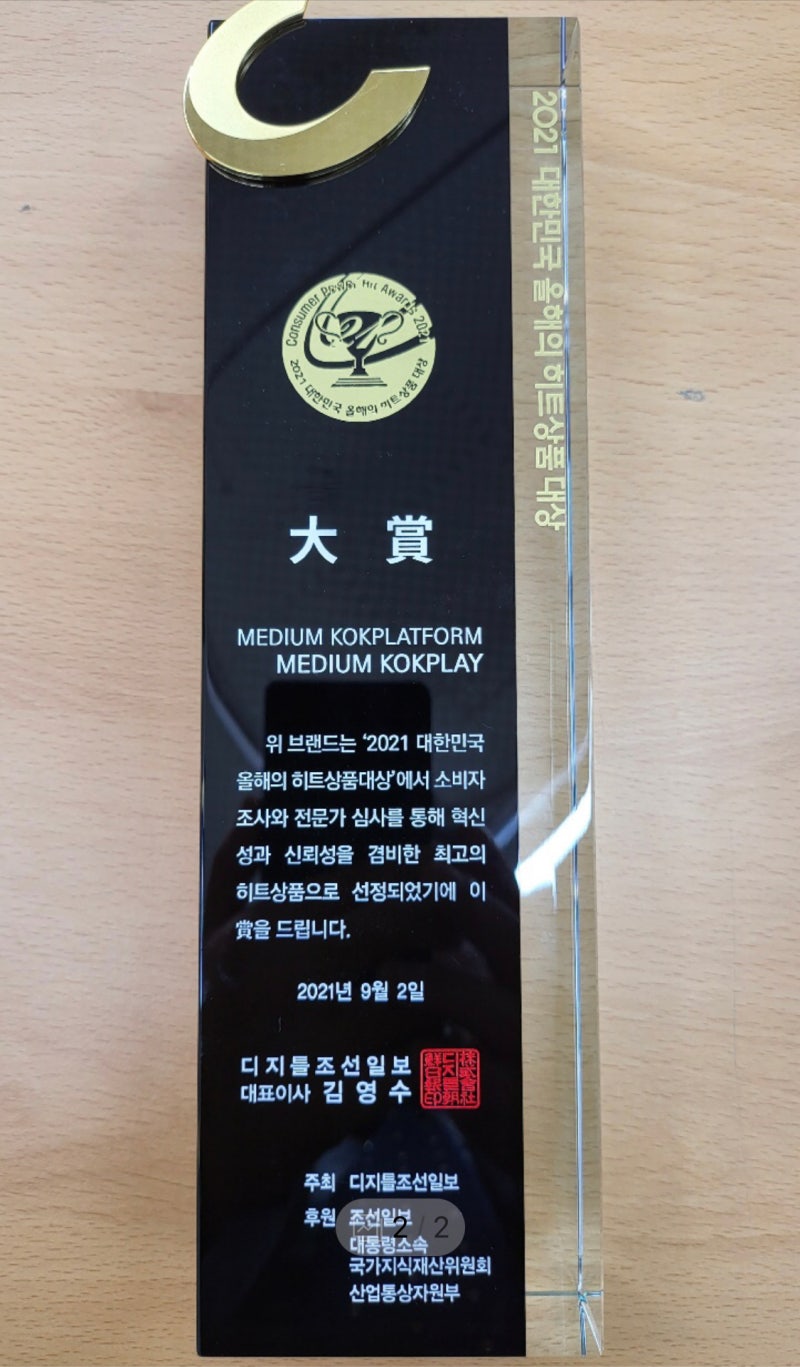 Consumer Power Hit Awards 2021
2021 대한민국 올해의 히트상품 대상
2021 대한민국 올해의 히트상품 대상
大 賞
MEDIUM KOKPLATFORM
MEDIUM KOKPLAY
위 브랜드는 ‘2021 대한민국
올해의 히트상품대상’에서 소비자
조사와 전문가 심사를 통해 혁신
성과 신뢰성을 겸비한 최고의
히트상품으로 선정되었기에 이
賞을 드립니다.
2021년 9월 2일
디지틀조선일보
대표이사 김영수
주최 디지틀조선일보
후원 조선일보
2 / 2
대통령소속
국가지식재산위원회
산업통상자원부